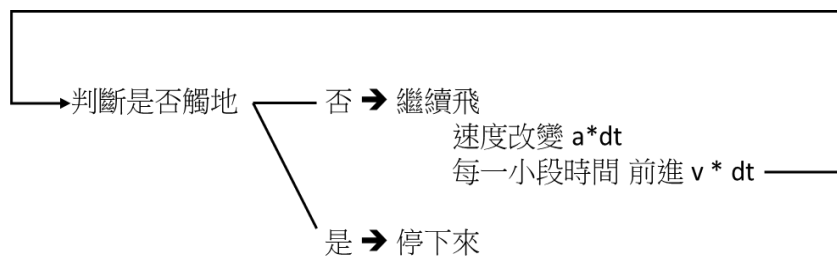 判斷是否觸地
否 ➔ 繼續飛
速度改變 a*dt
每一小段時間 前進 v * dt
是 ➔ 停下來